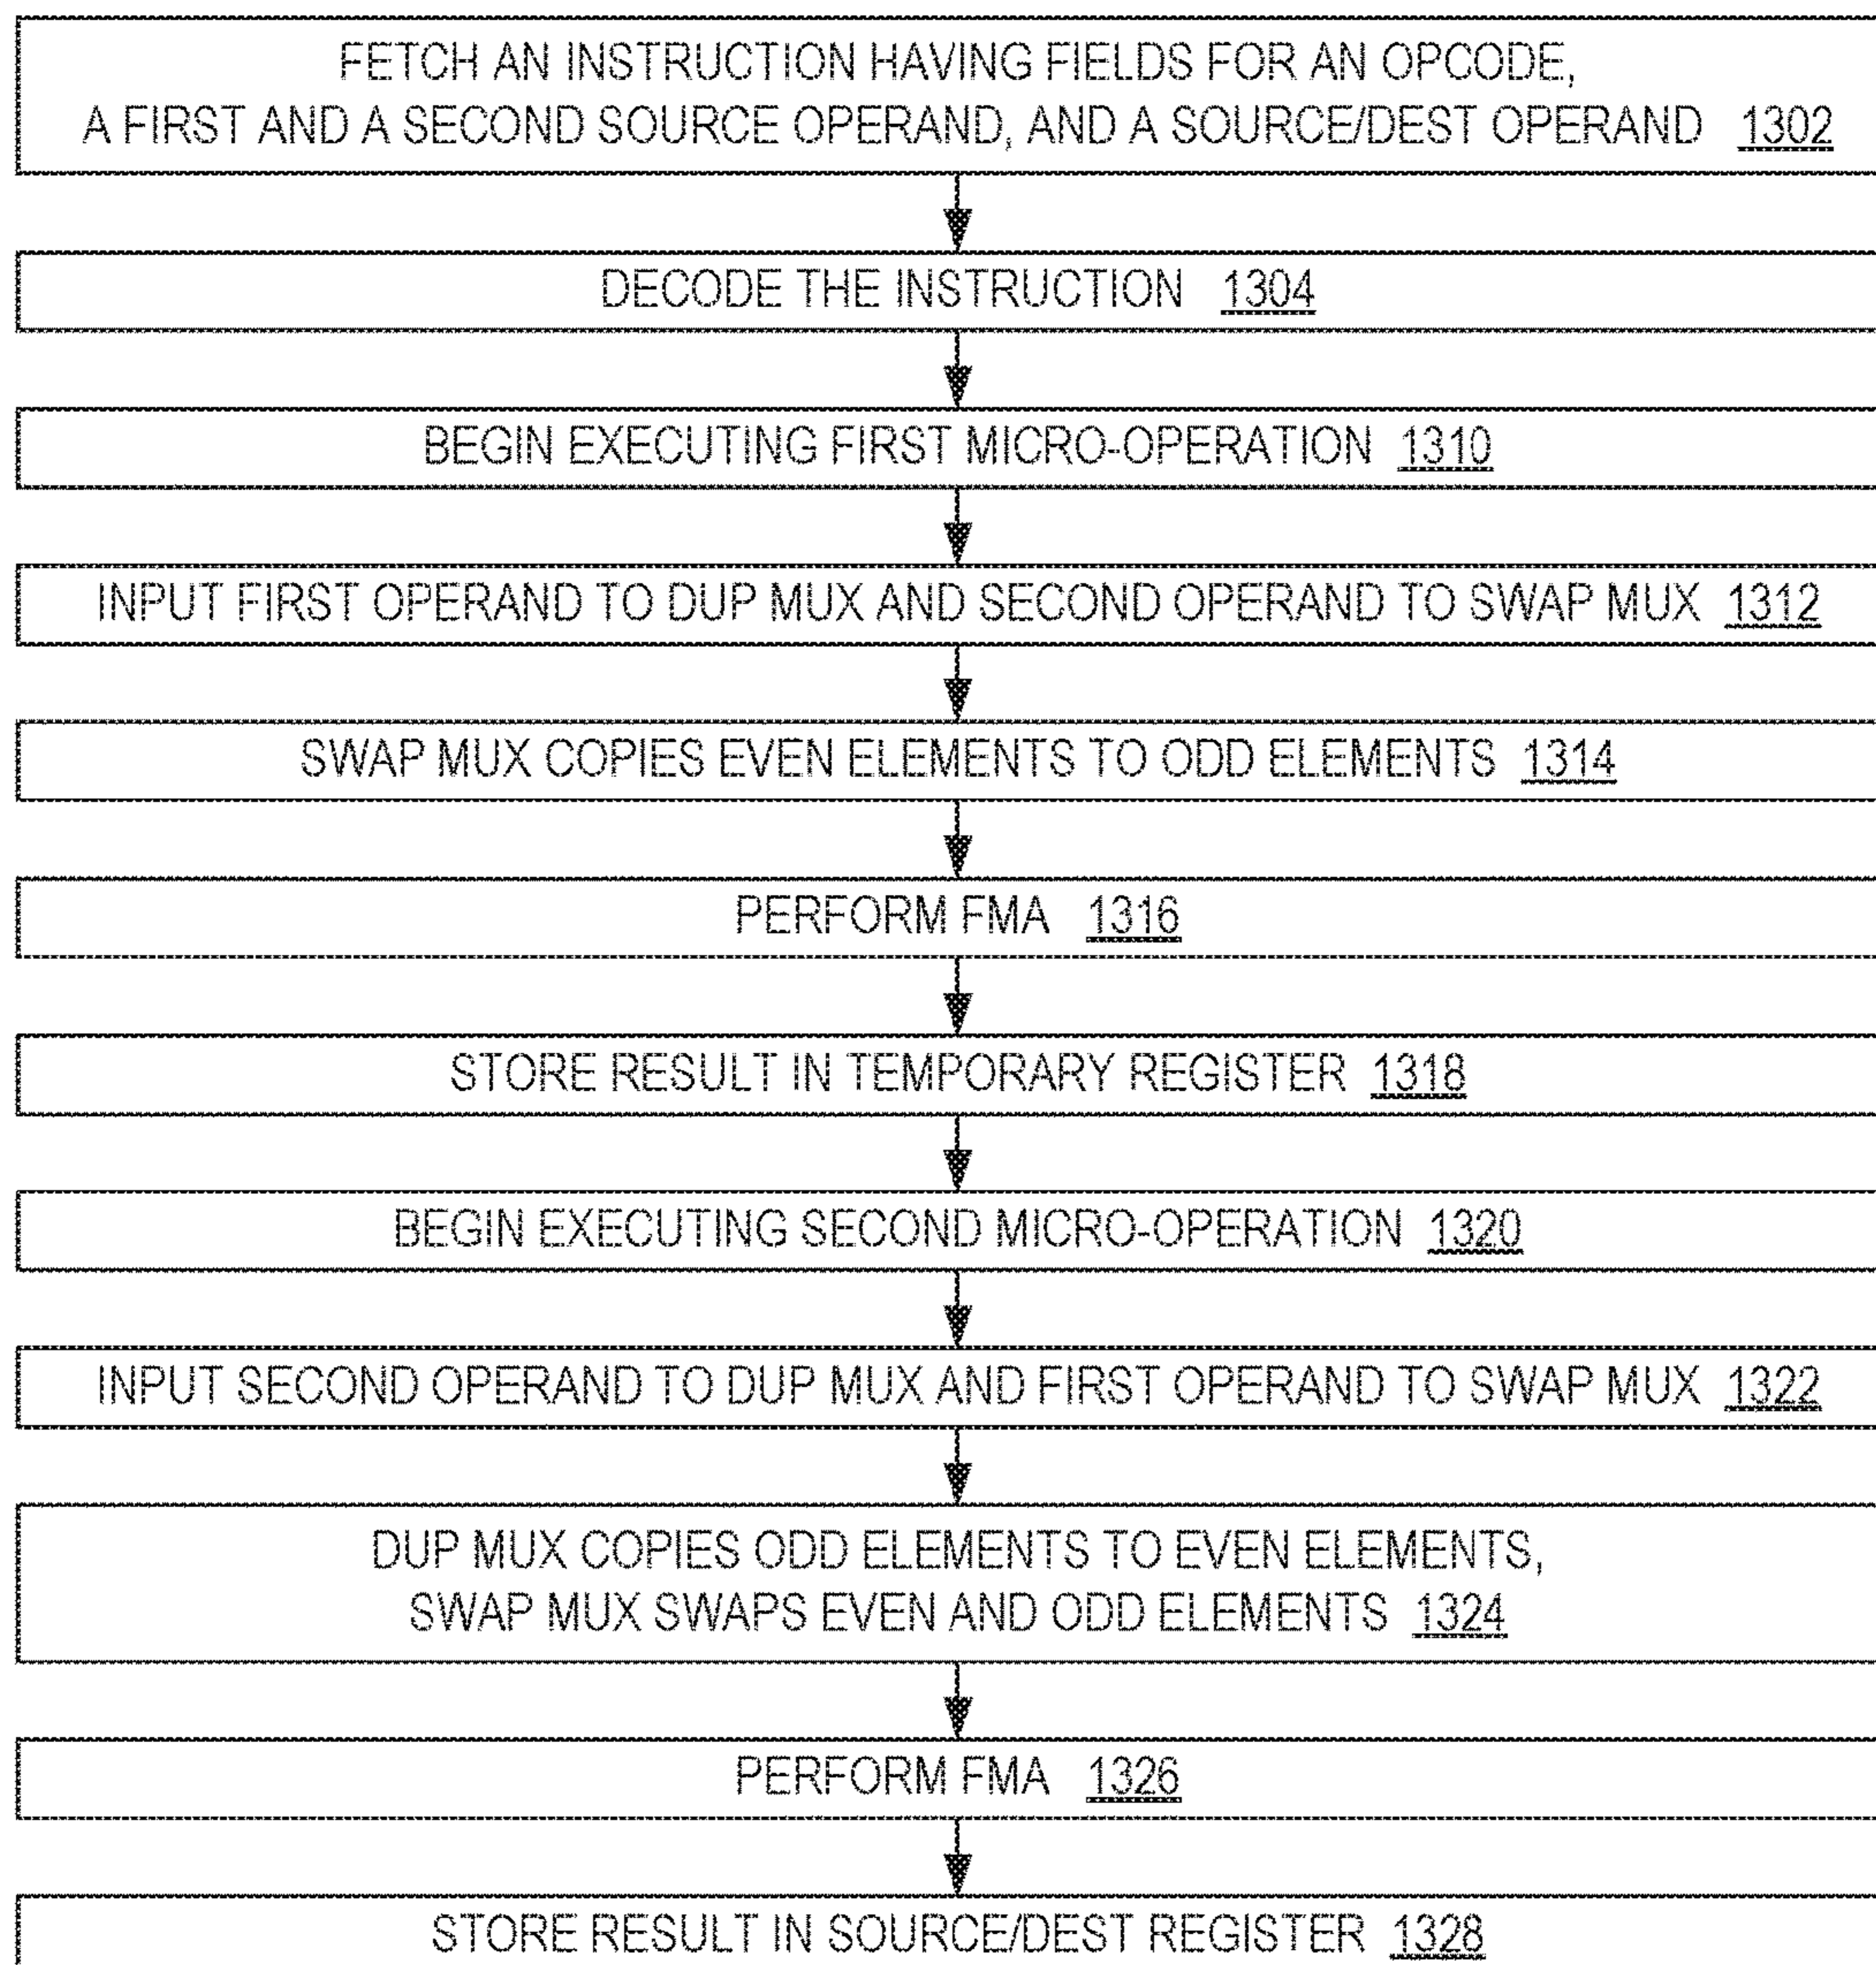 FETCH AN INSTRUCTION HAVING FIELDS FOR AN OPCODE,
A FIRST AND A SECOND SOURCE OPERAND, AND A SOURCE/DEST OPERAND 1302
DECODE THE INSTRUCTION 1304
BEGIN EXECUTING FIRST MICRO-OPERATION 1310
INPUT FIRST OPERAND TO DUP MUX AND SECOND OPERAND TO SWAP MUX 1312
SWAP MUX COPIES EVEN ELEMENTS TO ODD ELEMENTS 1314
PERFORM FMA 1316
STORE RESULT IN TEMPORARY REGISTER 1318
BEGIN EXECUTING SECOND MICRO-OPERATION 1320
INPUT SECOND OPERAND TO DUP MUX AND FIRST OPERAND TO SWAP MUX 1322
DUP MUX COPIES ODD ELEMENTS TO EVEN ELEMENTS,
SWAP MUX SWAPS EVEN AND ODD ELEMENTS 1324
PERFORM FMA 1326
STORE RESULT IN SOURCE/DEST REGISTER 1328